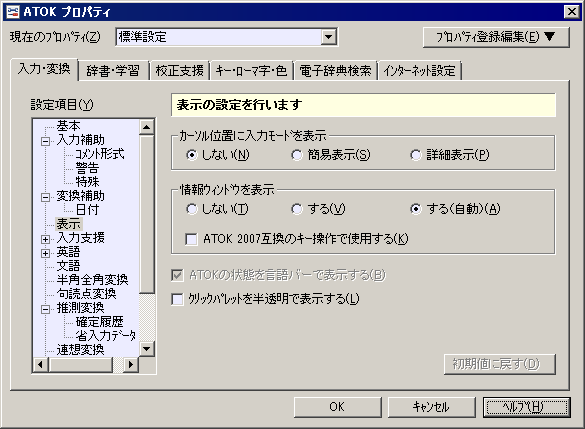 ATOK プロパティ
現在のプロパティ(Z)
標準設定
プロパティ登録編集(E) ▼
入力・変換
辞書・学習
校正支援
キー・ローマ字・色
電子辞典検索
インターネット設定
設定項目(Y)
基本
入力補助
コメント形式
警告
特殊
変換補助
日付
表示
入力支援
英語
文語
半角全角変換
句読点変換
推測変換
確定履歴
省入力データ
連想変換
表示の設定を行います
カーソル位置に入力モードを表示
しない(N) 簡易表示(S) 詳細表示(P)
情報ウィンドウを表示
しない(T) する(V) する(自動)(A)
ATOK 2007互換のキー操作で使用する(K)
ATOKの状態を言語バーで表示する(B)
クリックパレットを半透明で表示する(L)
初期値に戻す(D)
OK キャンセル ヘルプ(H)